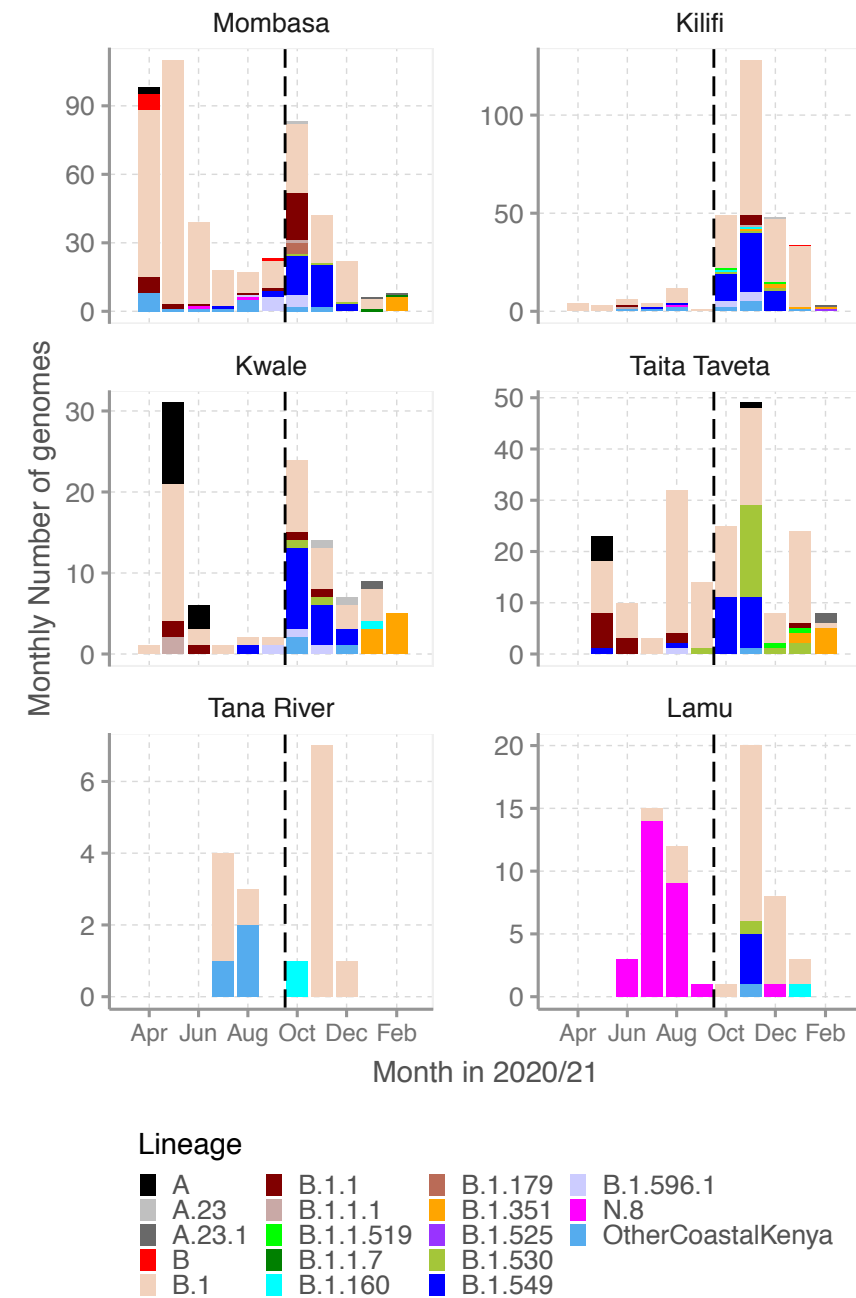 Mombasa
Kilifi
90
60
30
0
100
50
0
Kwale
Taita Taveta
30
20
10
0
50
40
30
20
10
0
Monthly Number of genomes
Tana River
Lamu
6
4
2
0
20
15
10
5
0
Apr Jun Aug Oct Dec Feb
Apr Jun Aug Oct Dec Feb
Month in 2020/21
Lineage
A
A.23
A.23.1
B
B.1
B.1.1
B.1.1.1
B.1.1.519
B.1.1.7
B.1.160
B.1.179
B.1.351
B.1.525
B.1.530
B.1.549
B.1.596.1
N.8
OtherCoastalKenya